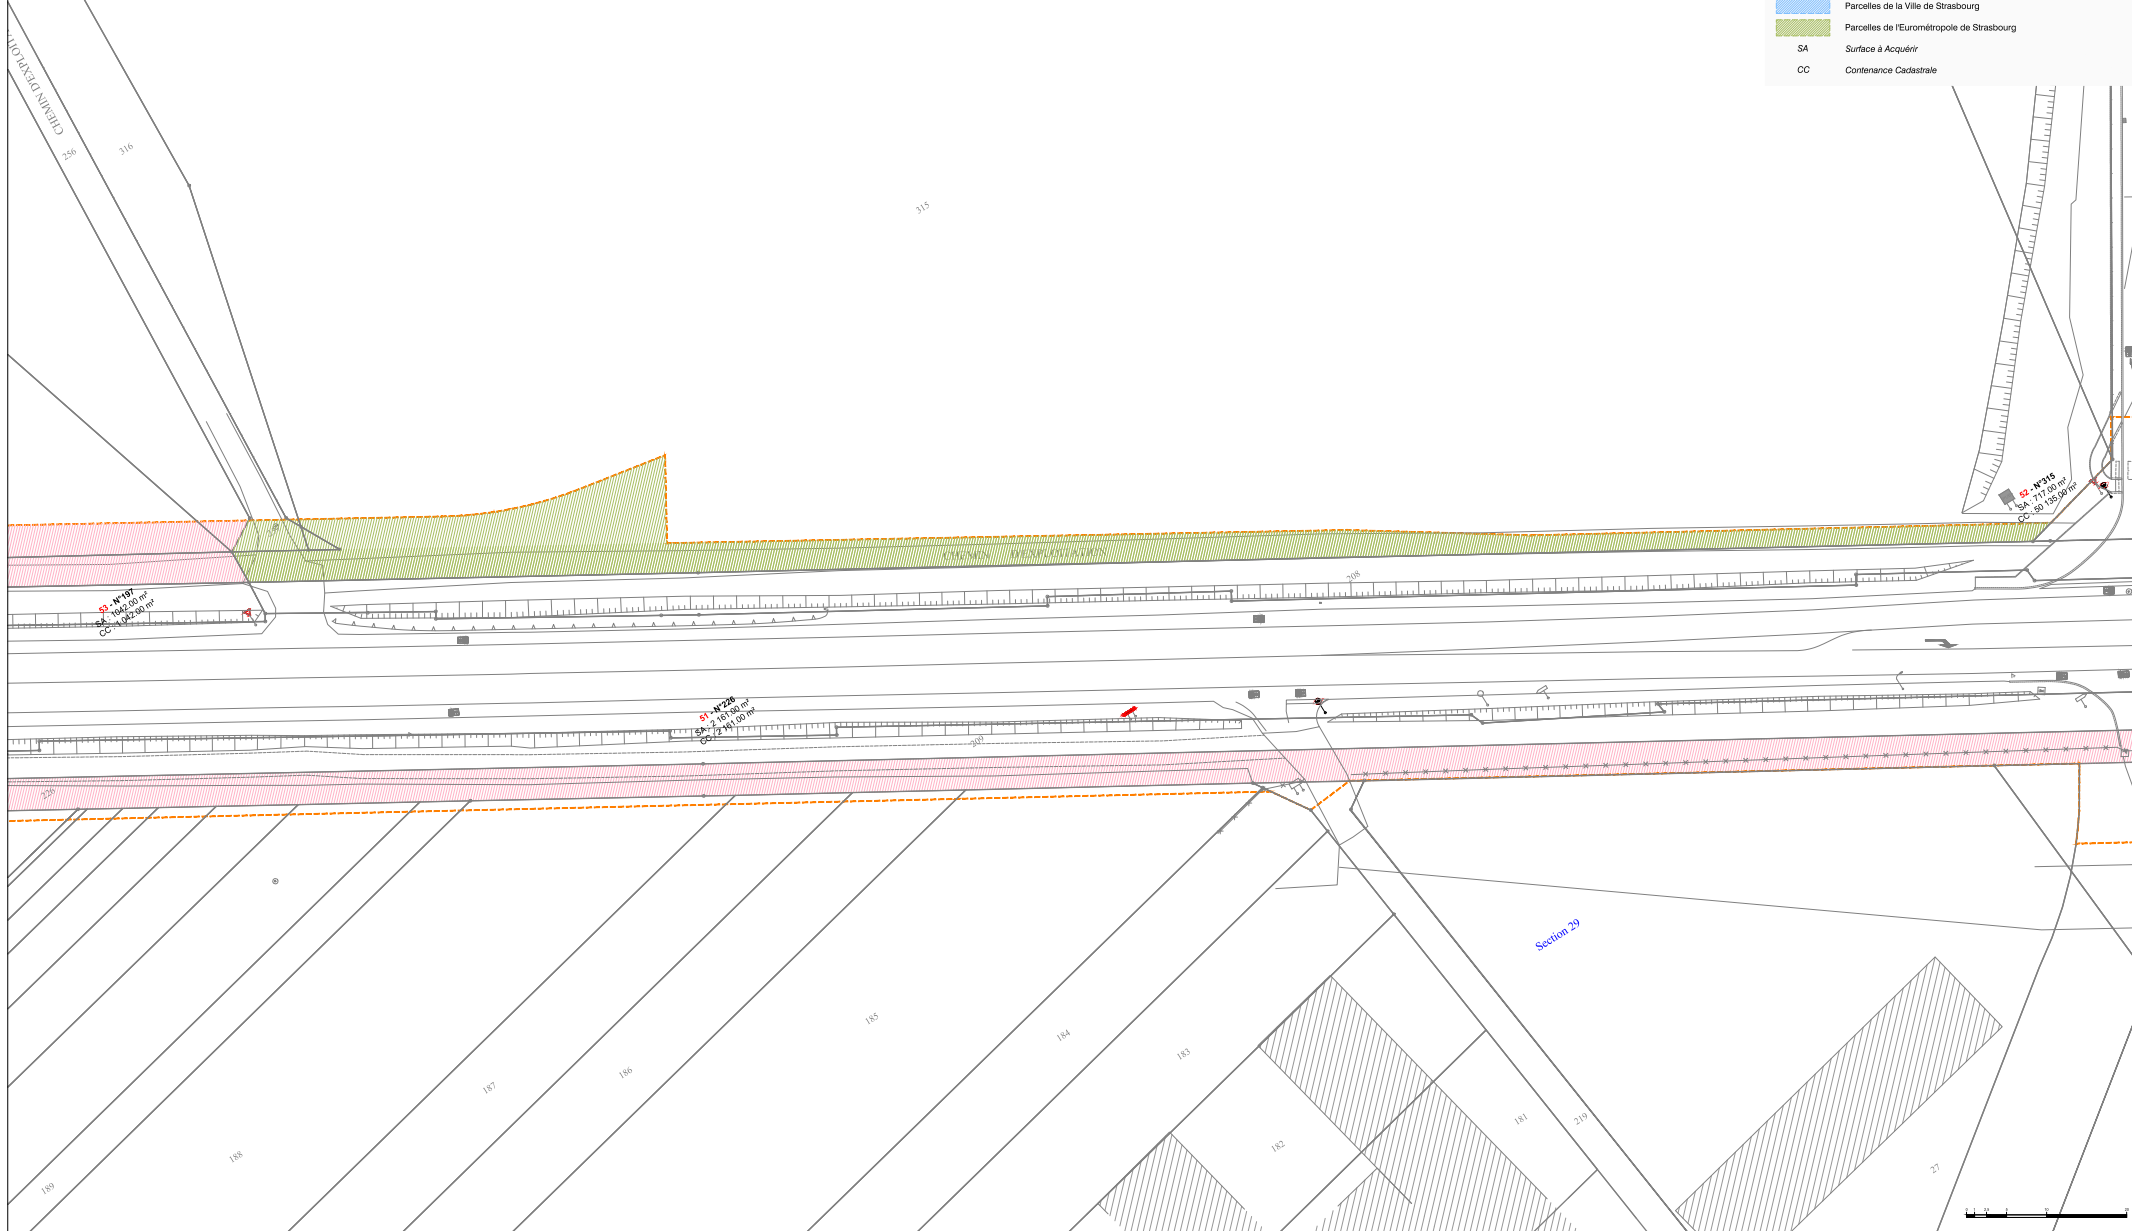 Parcelles de la Ville de Strasbourg
Parcelles de l'Eurométropole de Strasbourg
SA Surface à Acquérir
CC Contenance Cadastrale
CHEMIN D'EXPLOITA
256
316
315
52 - N°315
SA : 717.00 m²
CC : 50 135.00 m²
CHEMIN D'EXPLOITATION
208
53 - N°197
SA : 1042.00 m²
CC : 1 042.00 m²
51 - N°226
SA : 2 161.00 m²
CC : 2 161.00 m²
209
226
Section 29
185
184
183
186
187
188
189
182
181
219
27